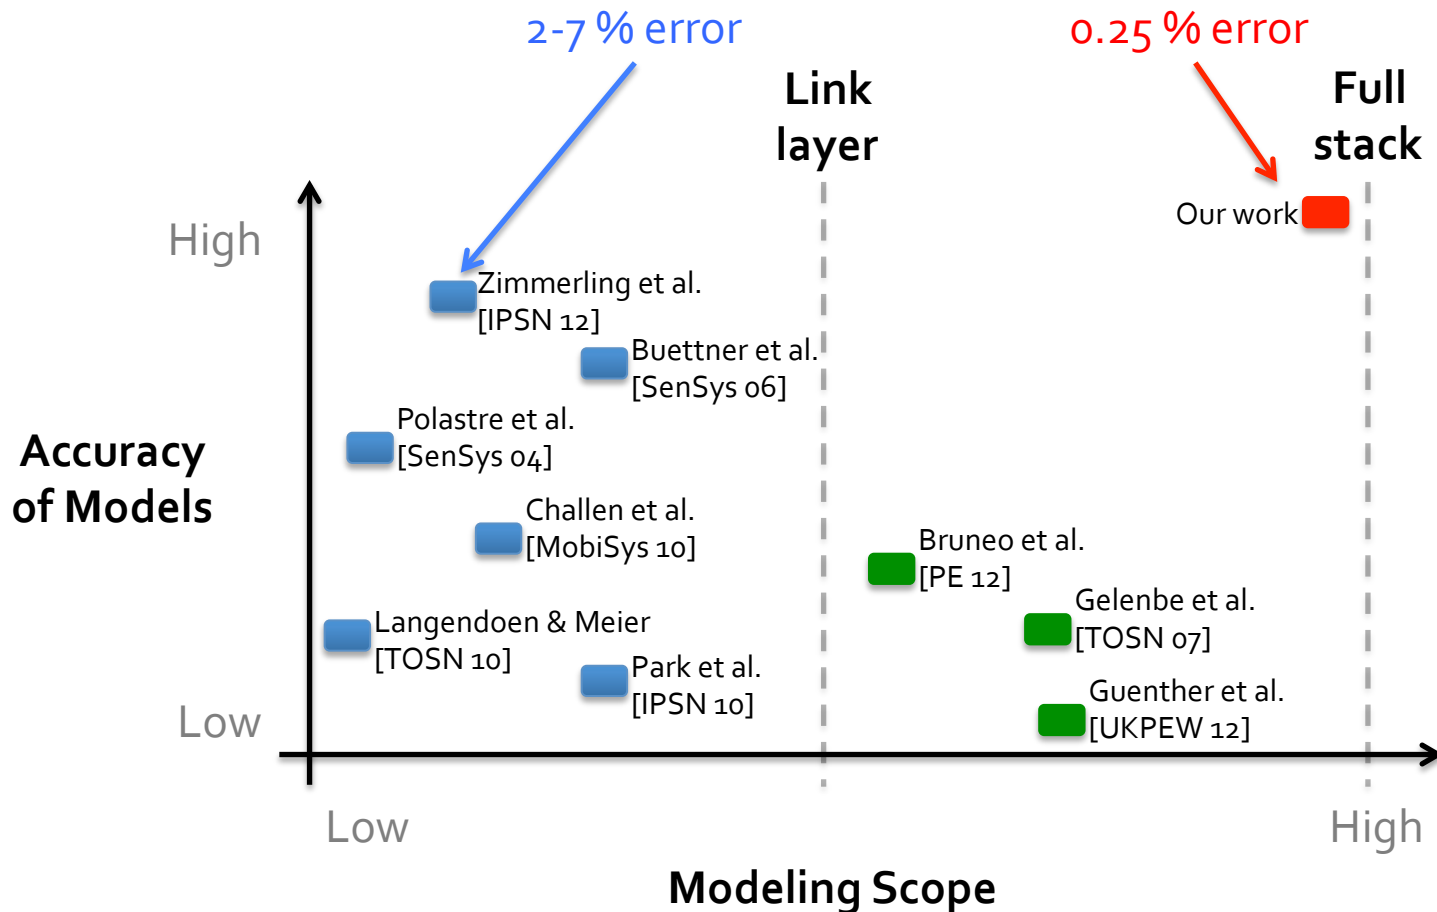 2-7 % error
0.25 % error
Link
layer
Full
stack
High
Our work
Zimmerling et al.
[IPSN 12]
Buettner et al.
[SenSys 06]
Polastre et al.
[SenSys 04]
Accuracy
of Models
Challen et al.
[MobiSys 10]
Bruneo et al.
[PE 12]
Gelenbe et al.
[TOSN 07]
Langendoen & Meier
[TOSN 10]
Park et al.
[IPSN 10]
Guenther et al.
[UKPEW 12]
Low
Low
High
Modeling Scope